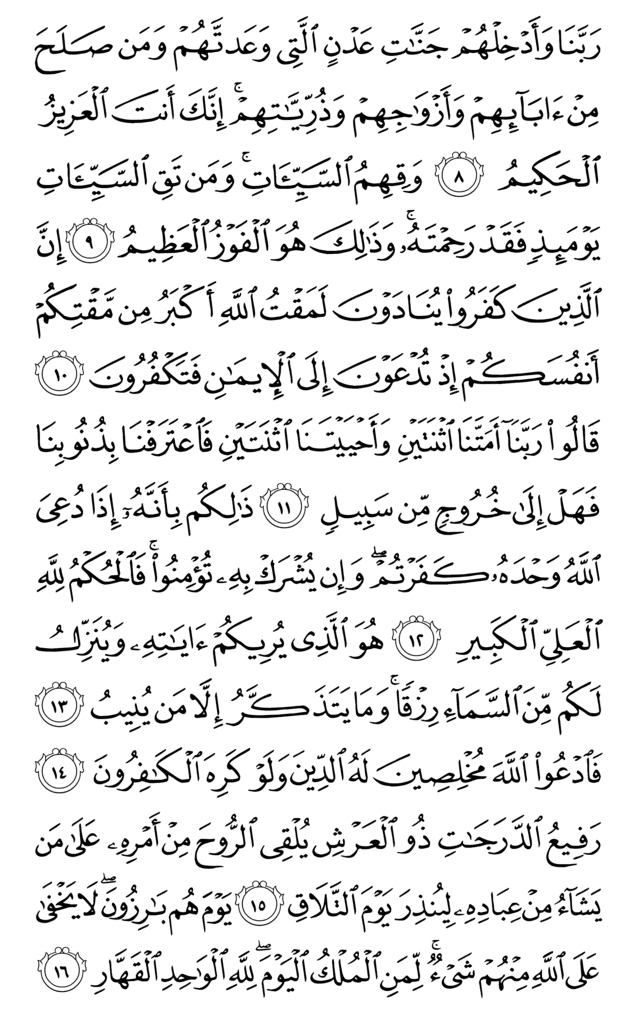 رَبَّنَا وَأَدْخِلْهُمْ جَنَّٰتِ عَدْنٍ ٱلَّتِى وَعَدتَّهُمْ وَمَن صَلَحَ
مِنْ ءَابَآئِهِمْ وَأَزْوَٰجِهِمْ وَذُرِّيَّٰتِهِمْ ۚ إِنَّكَ أَنتَ ٱلْعَزِيزُ
ٱلْحَكِيمُ ٨ وَقِهِمُ ٱلسَّيِّـَٔاتِ ۚ وَمَن تَقِ ٱلسَّيِّـَٔاتِ
يَوْمَئِذٍ فَقَدْ رَحِمْتَهُۥ ۚ وَذَٰلِكَ هُوَ ٱلْفَوْزُ ٱلْعَظِيمُ ٩ إِنَّ
ٱلَّذِينَ كَفَرُوا۟ يُنَادَوْنَ لَمَقْتُ ٱللَّهِ أَكْبَرُ مِن مَّقْتِكُمْ
أَنفُسَكُمْ إِذْ تُدْعَوْنَ إِلَى ٱلْإِيمَٰنِ فَتَكْفُرُونَ ١٠
قَالُوا۟ رَبَّنَآ أَمَتَّنَا ٱثْنَتَيْنِ وَأَحْيَيْتَنَا ٱثْنَتَيْنِ فَٱعْتَرَفْنَا بِذُنُوبِنَا
فَهَلْ إِلَىٰ خُرُوجٍ مِّن سَبِيلٍ ١١ ذَٰلِكُم بِأَنَّهُۥٓ إِذَا دُعِىَ
ٱللَّهُ وَحْدَهُۥ كَفَرْتُمْ ۖ وَإِن يُشْرَكْ بِهِۦ تُؤْمِنُوا۟ ۚ فَٱلْحُكْمُ لِلَّهِ
ٱلْعَلِىِّ ٱلْكَبِيرِ ١٢ هُوَ ٱلَّذِى يُرِيكُمْ ءَايَٰتِهِۦ وَيُنَزِّلُ
لَكُم مِّنَ ٱلسَّمَآءِ رِزْقًا ۚ وَمَا يَتَذَكَّرُ إِلَّا مَن يُنِيبُ ١٣
فَٱدْعُوا۟ ٱللَّهَ مُخْلِصِينَ لَهُ ٱلدِّينَ وَلَوْ كَرِهَ ٱلْكَٰفِرُونَ ١٤
رَفِيعُ ٱلدَّرَجَٰتِ ذُو ٱلْعَرْشِ يُلْقِى ٱلرُّوحَ مِنْ أَمْرِهِۦ عَلَىٰ مَن
يَشَآءُ مِنْ عِبَادِهِۦ لِيُنذِرَ يَوْمَ ٱلتَّلَاقِ ١٥ يَوْمَ هُم بَٰرِزُونَ ۖ لَا يَخْفَىٰ
عَلَى ٱللَّهِ مِنْهُمْ شَىْءٌ ۚ لِّمَنِ ٱلْمُلْكُ ٱلْيَوْمَ ۖ لِلَّهِ ٱلْوَٰحِدِ ٱلْقَهَّارِ ١٦